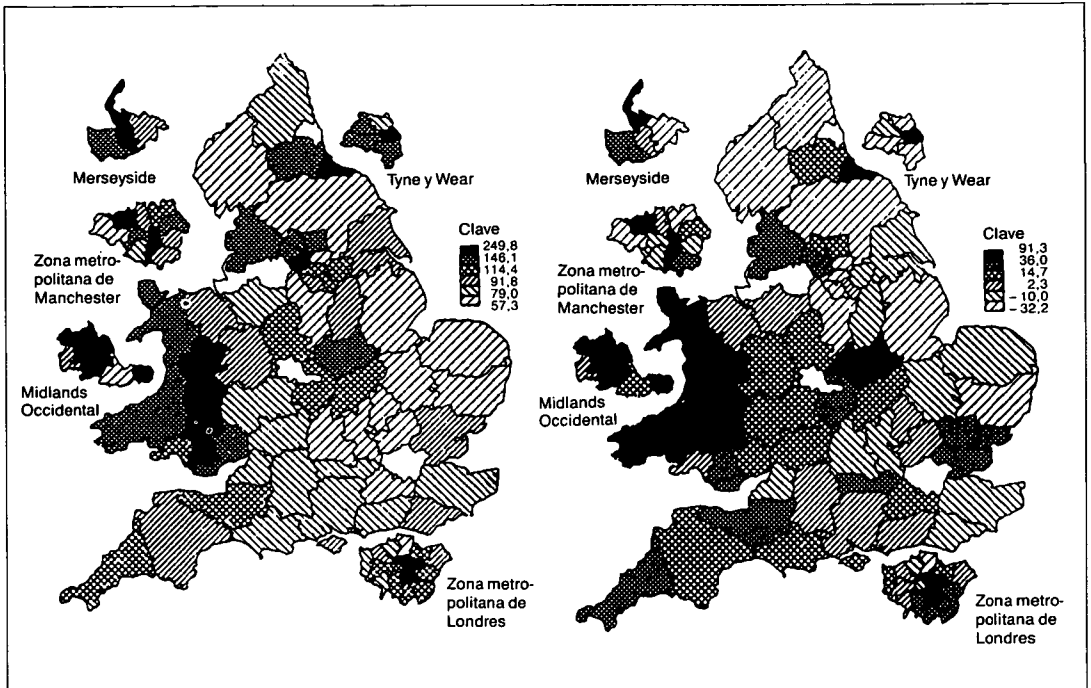 Merseyside
Tyne y Wear
Zona metro-
politana de
Manchester
Clave
249,8
146,1
114,4
91,8
79,0
57,3
Midlands
Occidental
Zona metro-
politana de
Londres
Merseyside
Tyne y Wear
Zona metro-
politana de
Manchester
Clave
91,3
36,0
14,7
2,3
– 10,0
– 32,2
Midlands
Occidental
Zona metro-
politana de
Londres